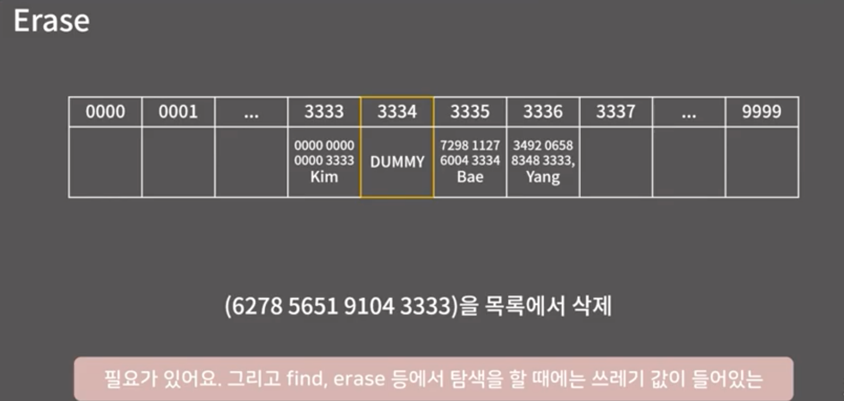 Erase
0000 0001 ... 3333 3334 3335 3336 3337 ... 9999
0000 0000
0000 3333
Kim
DUMMY
7298 1127
6004 3334
Bae
3492 0658
8348 3333,
Yang
(6278 5651 9104 3333)을 목록에서 삭제
필요가 있어요. 그리고 find, erase 등에서 탐색을 할 때에는 쓰레기 값이 들어있는